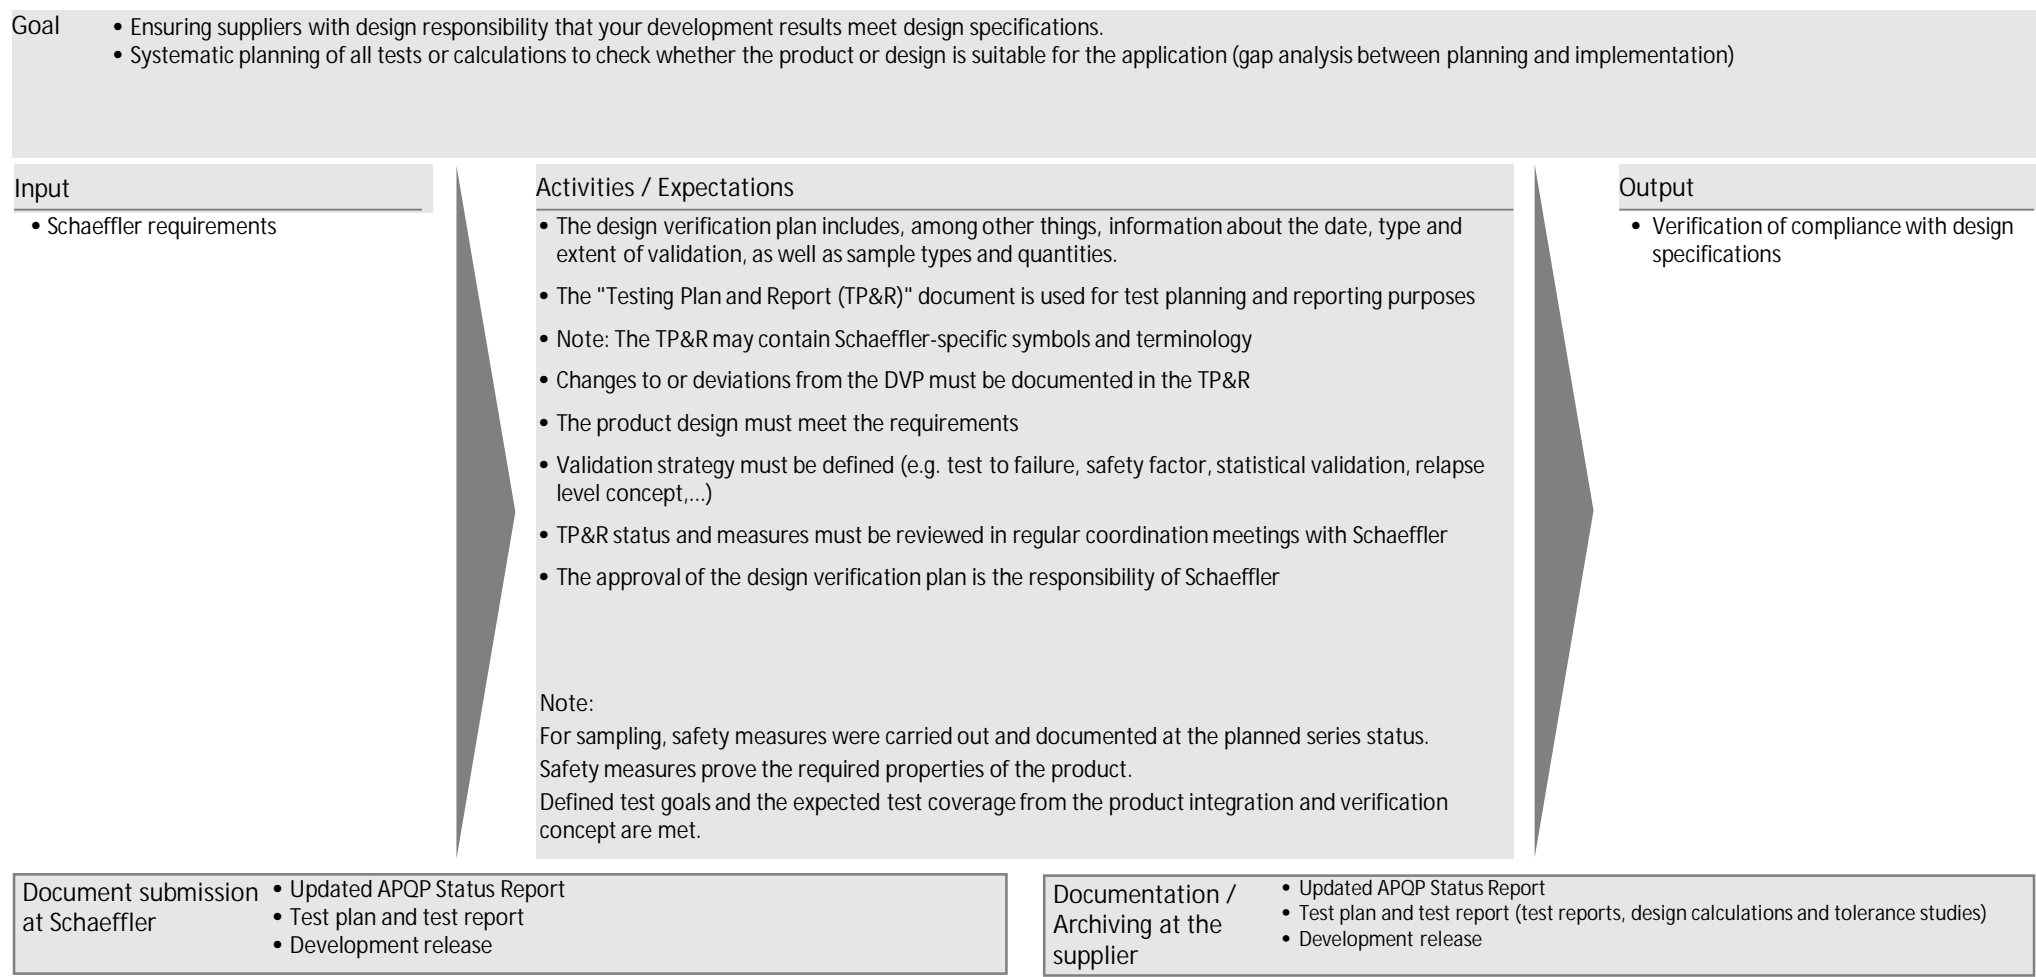 Goal
• Ensuring suppliers with design responsibility that your development results meet design specifications.
• Systematic planning of all tests or calculations to check whether the product or design is suitable for the application (gap analysis between planning and implementation)
Input
• Schaeffler requirements
Activities / Expectations
• The design verification plan includes, among other things, information about the date, type and
extent of validation, as well as sample types and quantities.
• The "Testing Plan and Report (TP&R)" document is used for test planning and reporting purposes
• Note: The TP&R may contain Schaeffler-specific symbols and terminology
• Changes to or deviations from the DVP must be documented in the TP&R
• The product design must meet the requirements
• Validation strategy must be defined (e.g. test to failure, safety factor, statistical validation, relapse
level concept,...)
• TP&R status and measures must be reviewed in regular coordination meetings with Schaeffler
• The approval of the design verification plan is the responsibility of Schaeffler
Note:
For sampling, safety measures were carried out and documented at the planned series status.
Safety measures prove the required properties of the product.
Defined test goals and the expected test coverage from the product integration and verification
concept are met.
Output
• Verification of compliance with design
specifications
Document submission
at Schaeffler
• Updated APQP Status Report
• Test plan and test report
• Development release
Documentation /
Archiving at the
supplier
• Updated APQP Status Report
• Test plan and test report (test reports, design calculations and tolerance studies)
• Development release